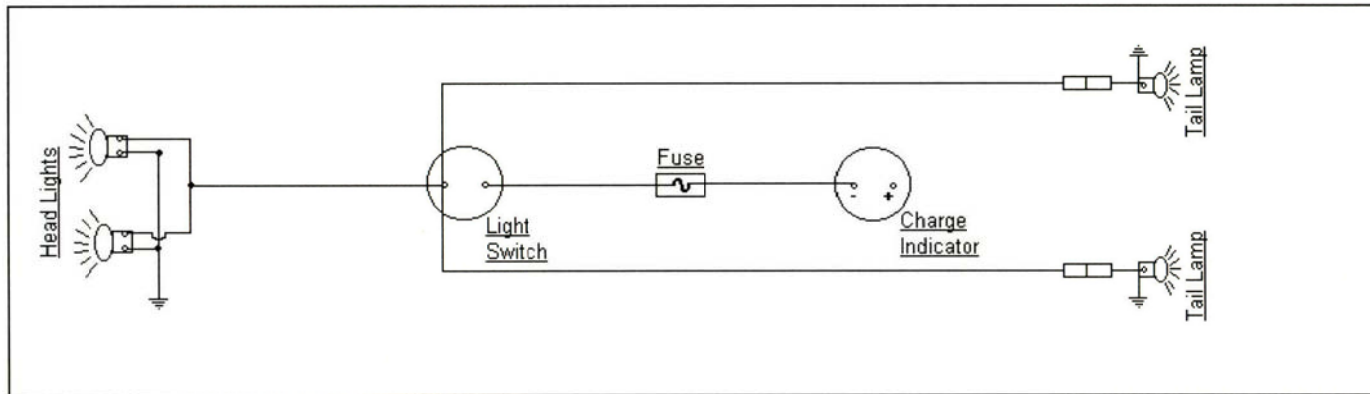 Head Lights
Light
Switch
Fuse
-
+
Charge
Indicator
Tail Lamp
Tail Lamp